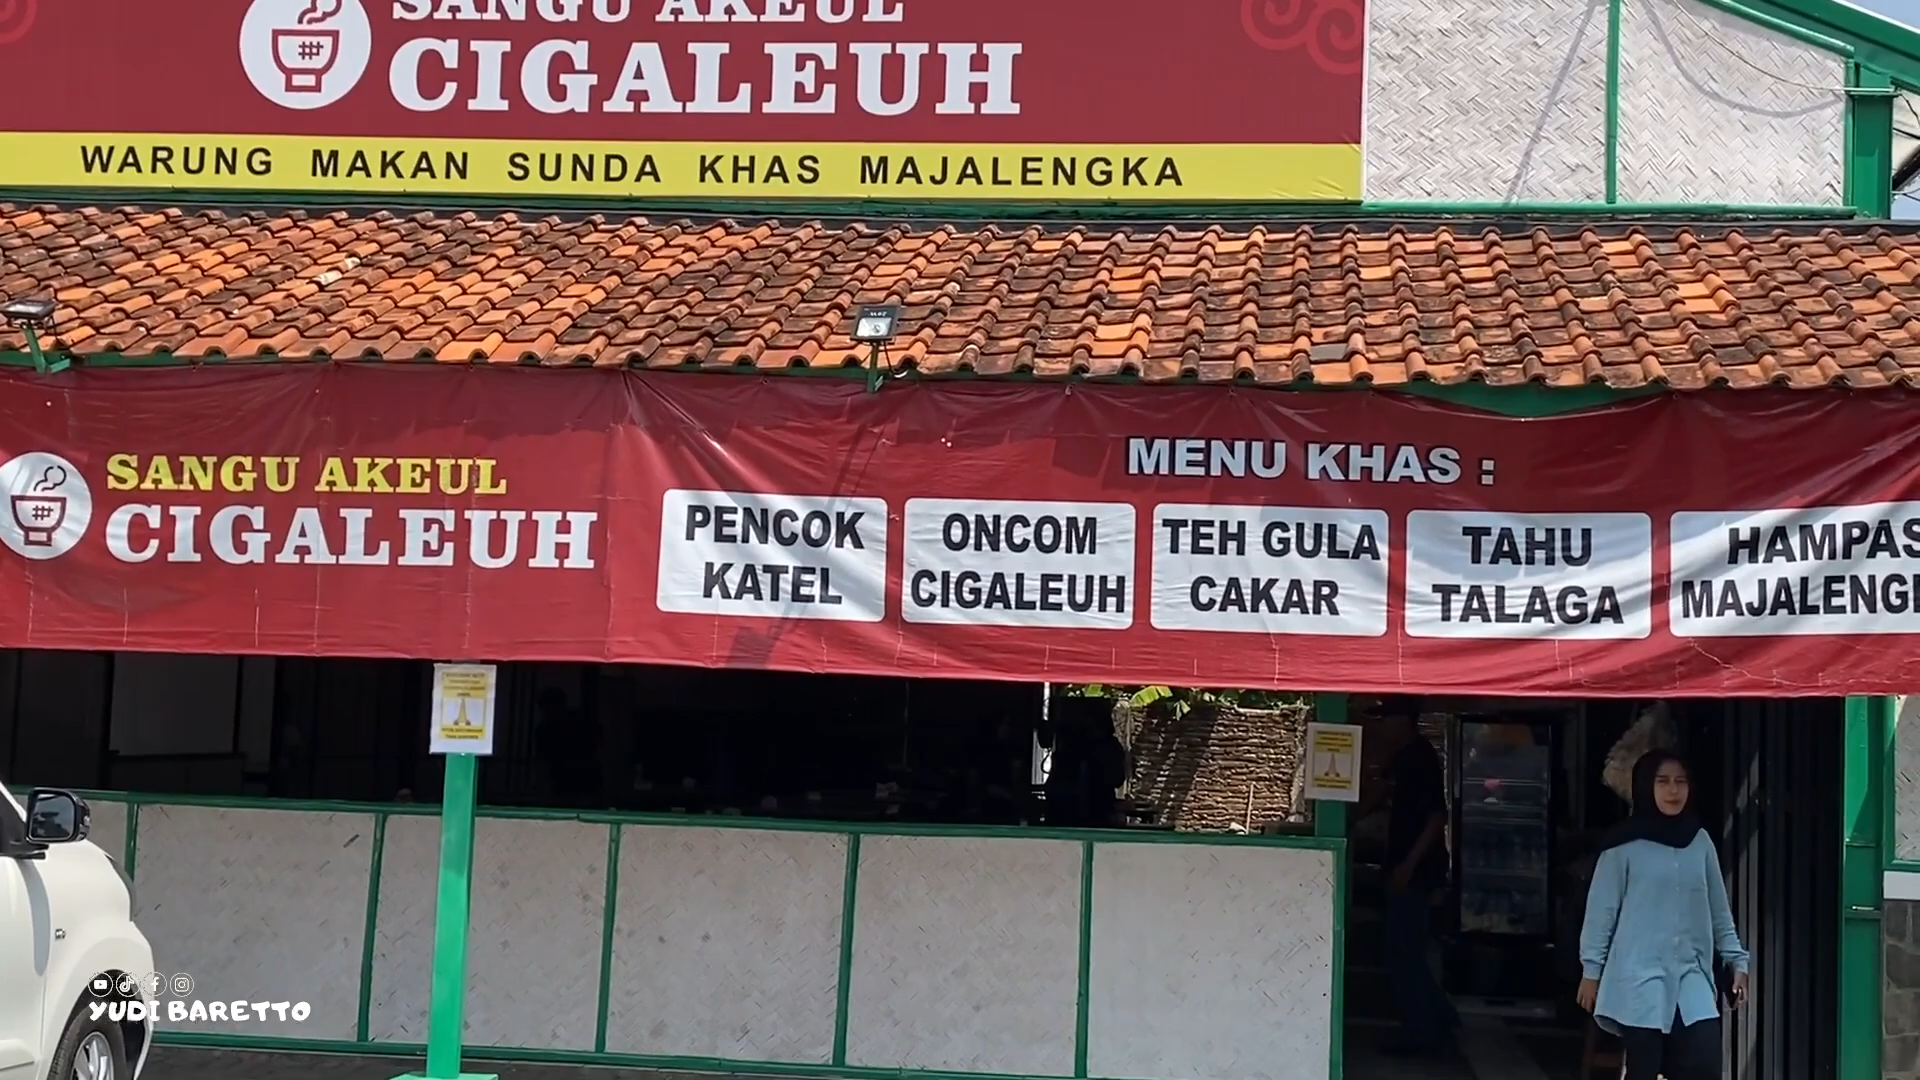 SANGU AKEUL
CIGALEUH
WARUNG MAKAN SUNDA KHAS MAJALENGKA
SANGU AKEUL
CIGALEUH
MENU KHAS :
PENCOK
KATEL
ONCOM
CIGALEUH
TEH GULA
CAKAR
TAHU
TALAGA
HAMPAS
MAJALENG
YUDI BARETTO